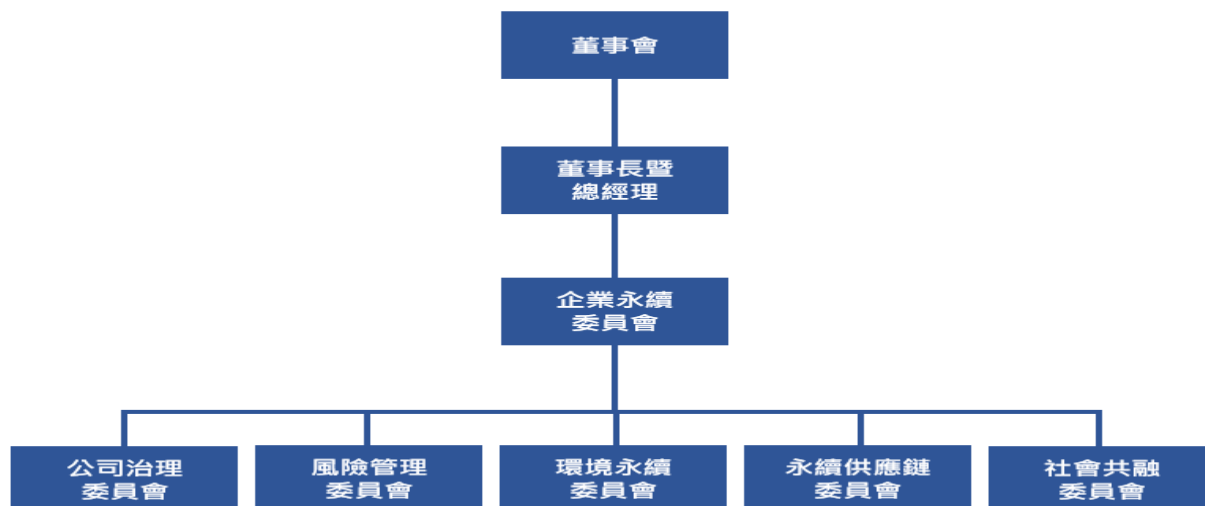 董事會
董事長暨
總經理
企業永續
委員會
公司治理
委員會
風險管理
委員會
環境永續
委員會
永續供應鏈
委員會
社會共融
委員會